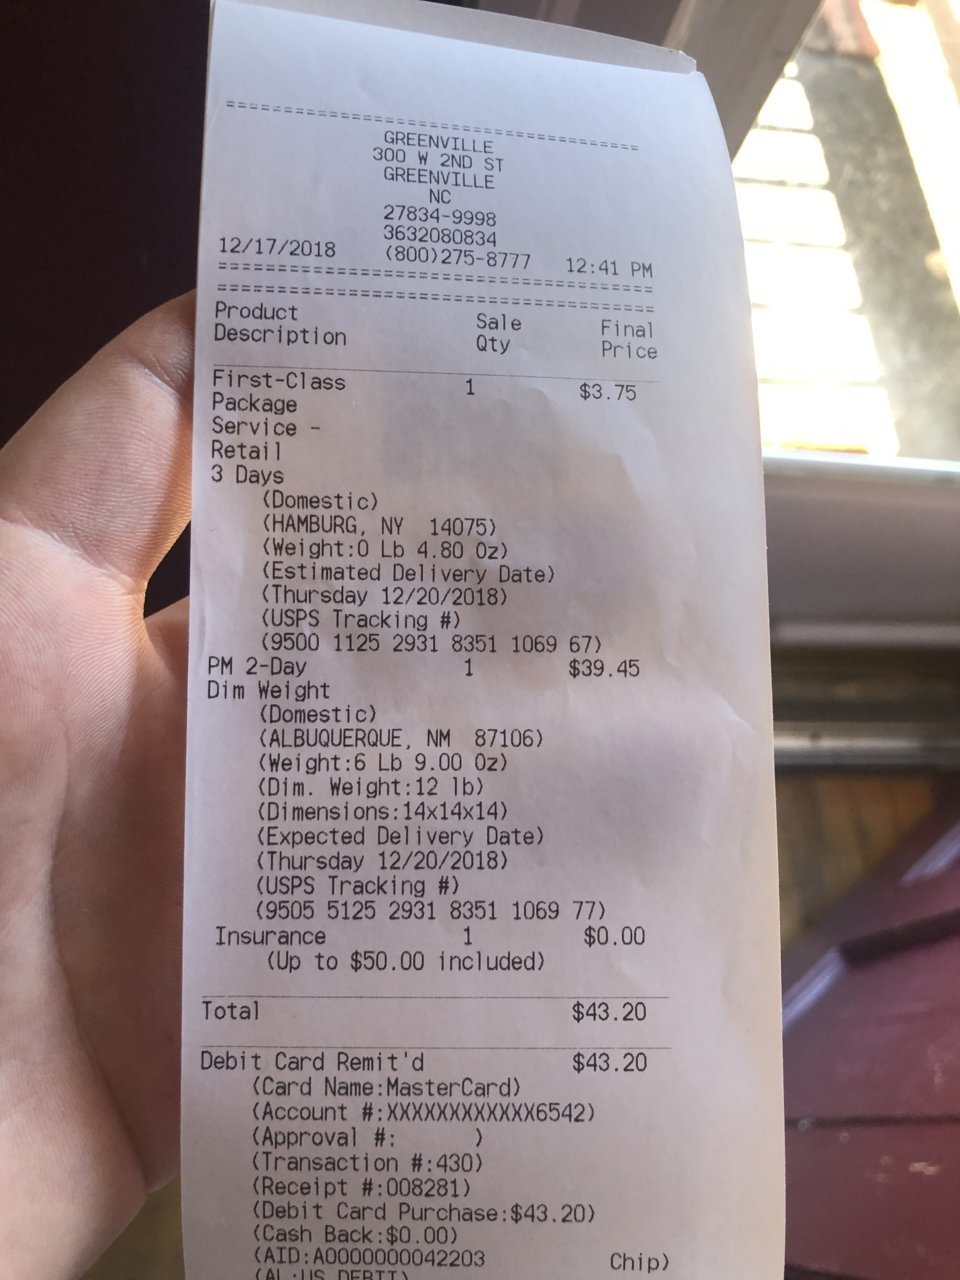 ================================================
GREENVILLE
300 W 2ND ST
GREENVILLE
NC
27834-9998
3632080834
12/17/2018 (800)275-8777 12:41 PM
================================================
================================================
Product Sale Final
Description Qty Price
First-Class 1 $3.75
Package
Service -
Retail
3 Days
(Domestic)
(HAMBURG, NY 14075)
(Weight:0 Lb 4.80 Oz)
(Estimated Delivery Date)
(Thursday 12/20/2018)
(USPS Tracking #)
(9500 1125 2931 8351 1069 67)
PM 2-Day 1 $39.45
Dim Weight
(Domestic)
(ALBUQUERQUE, NM 87106)
(Weight:6 Lb 9.00 Oz)
(Dim. Weight:12 lb)
(Dimensions:14x14x14)
(Expected Delivery Date)
(Thursday 12/20/2018)
(USPS Tracking #)
(9505 5125 2931 8351 1069 77)
Insurance 1 $0.00
(Up to $50.00 included)
Total $43.20
Debit Card Remit'd $43.20
(Card Name:MasterCard)
(Account #:XXXXXXXXXXXX6542)
(Approval #: )
(Transaction #:430)
(Receipt #:008281)
(Debit Card Purchase:$43.20)
(Cash Back:$0.00)
(AID:A0000000042203 Chip)
(AL:US DEBIT)